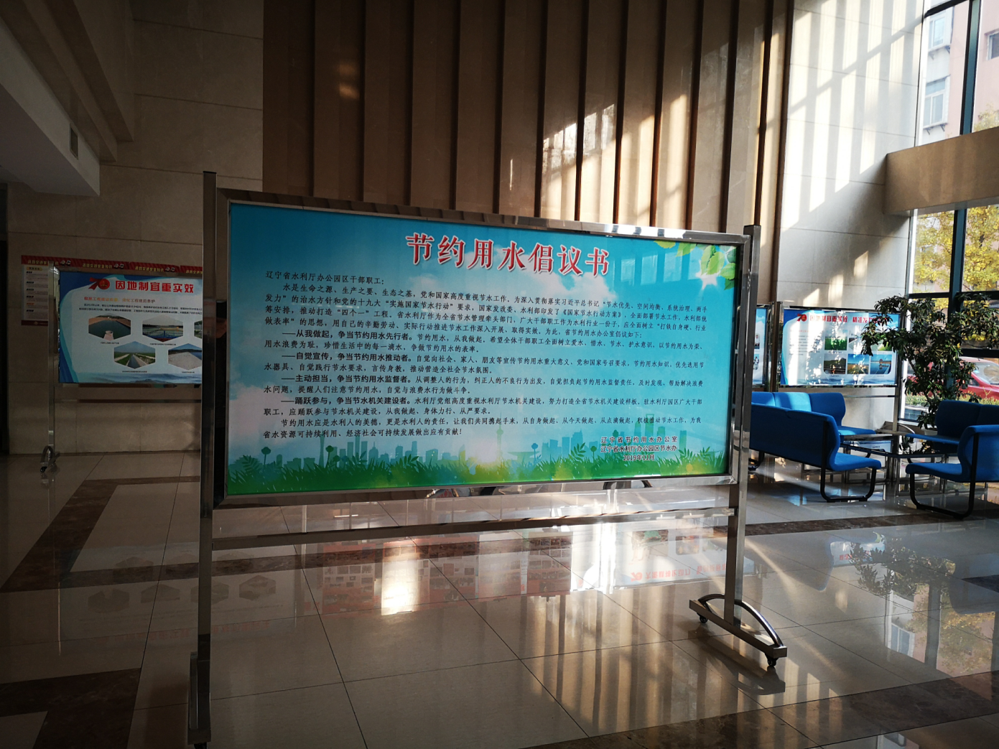 节约用水倡议书
辽宁省水利厅办公园区干部职工：
水是生命之源、生产之要、生态之基，党和国家高度重视节水工作，为深入贯彻落实习近平总书记“节水优先、空间均衡、系统治理、两手
发力”的治水方针和党的十九大“实施国家节水行动”要求，国家发改委、水利部印发了《国家节水行动方案》，全面部署节水工作，水利部统
筹安排，推动打造“四个一”工程。省水利厅作为全省节水管理牵头部门，广大干部职工作为水利行业一份子，应全面树立“打铁自身硬、行业
做表率”的思想，用自己的辛勤劳动、实际行动推进节水工作深入开展、取得实效。为此，省节约用水办公室倡议如下：
——从我做起，争当节约用水先行者。节约用水，从我做起，希望全体干部职工全面树立爱水、惜水、节水、护水意识，以节约用水为荣、
用水浪费为耻，珍惜生活中的每一滴水，争做节约用水的表率。
——自觉宣传，争当节约用水推动者。自觉向社会、家人、朋友等宣传节约用水重大意义、党和国家号召要求、节约用水知识，优先选用节
水器具，自觉践行节水要求，言传身教，推动营造全社会节水氛围。
——主动担当，争当节约用水监督者。从调整人的行为，纠正人的不良行为出发，自觉担负起节约用水监督责任，及时发现、帮助解决浪费
水问题，提醒人们注意节约用水，自觉与浪费水行为做斗争。
——踊跃参与，争当节水机关建设者。水利厅党组高度重视水利厅节水机关建设，努力打造全省节水机关建设样板，驻水利厅园区广大干部
职工，应踊跃参与节水机关建设，从我做起、身体力行、从严要求。
节约用水应是水利人的美德，更是水利人的责任，让我们共同携起手来，从自身做起、从今天做起、从点滴做起，积极推动节水工作，为我
省水资源可持续利用、经济社会可持续发展做出应有贡献！
辽宁省节约用水办公室
辽宁省水利厅办公园区节水办
2019年11月
因地制宜重实效
因地制宜重实效